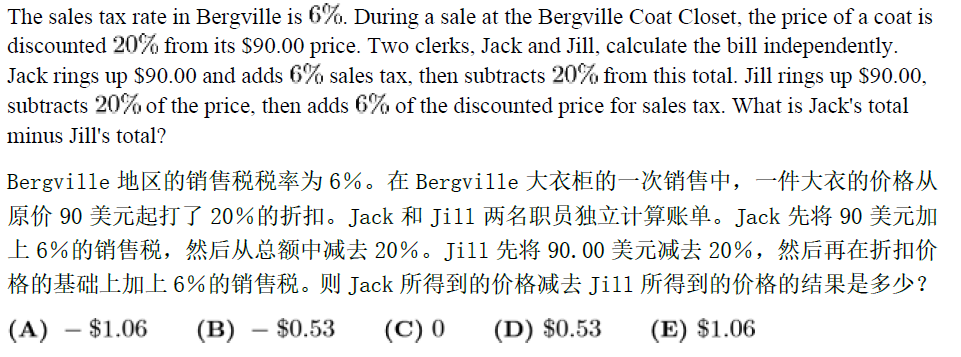 The sales tax rate in Bergville is 6%. During a sale at the Bergville Coat Closet, the price of a coat is
discounted 20% from its $90.00 price. Two clerks, Jack and Jill, calculate the bill independently.
Jack rings up $90.00 and adds 6% sales tax, then subtracts 20% from this total. Jill rings up $90.00,
subtracts 20% of the price, then adds 6% of the discounted price for sales tax. What is Jack's total
minus Jill's total?
Bergville 地区的销售税税率为 6%。在 Bergville 大衣柜的一次销售中，一件大衣的价格从
原价 90 美元起打了 20%的折扣。Jack 和 Jill 两名职员独立计算账单。Jack 先将 90 美元加
上 6%的销售税，然后从总额中减去 20%。Jill 先将 90.00 美元减去 20%，然后再在折扣价
格的基础上加上 6%的销售税。则 Jack 所得到的价格减去 Jill 所得到的价格的结果是多少？
(A) − $1.06 (B) − $0.53 (C) 0 (D) $0.53 (E) $1.06